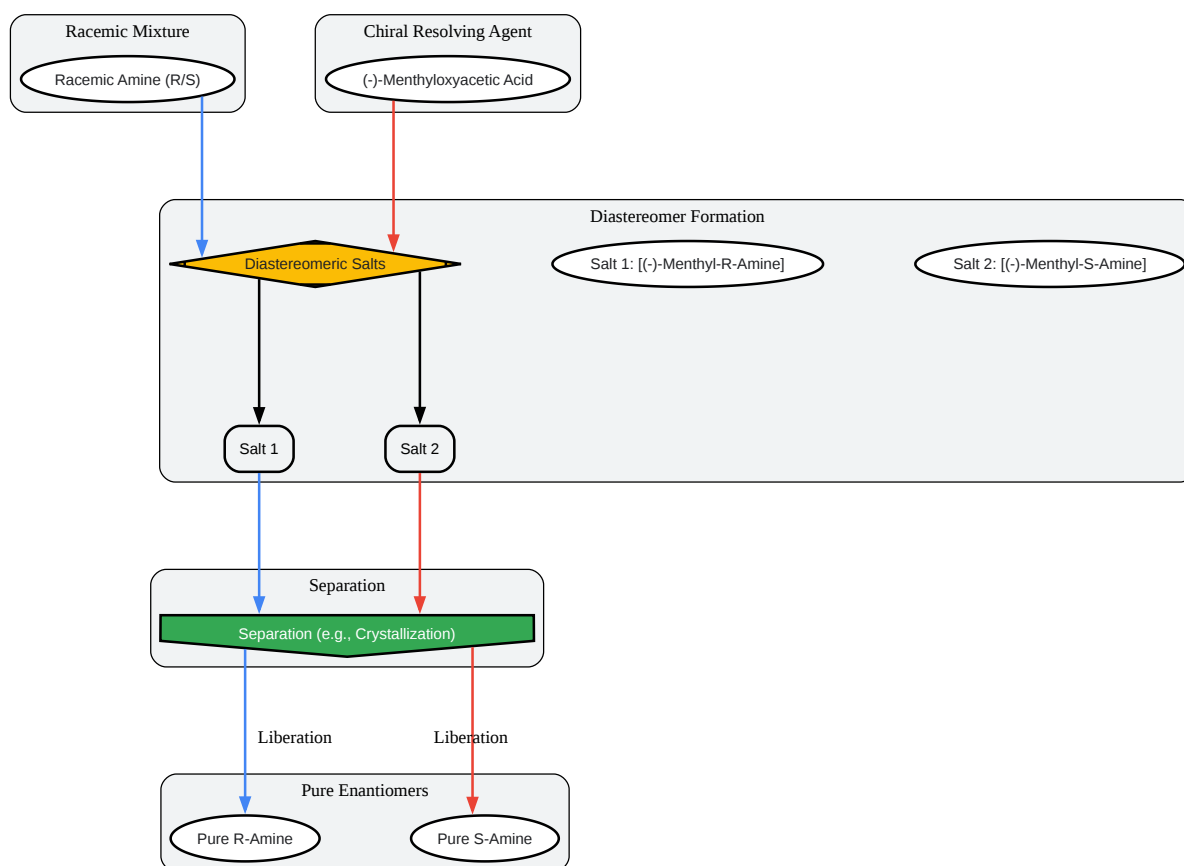 Racemic Mixture
Chiral Resolving Agent
Racemic Amine (R/S)
(-)-Menthyloxyacetic Acid
Diastereomer Formation
Diastereomeric Salts
Salt 1: [(-)-Menthyl-R-Amine]
Salt 2: [(-)-Menthyl-S-Amine]
Salt 1
Salt 2
Separation
Separation (e.g., Crystallization)
Liberation
Liberation
Pure Enantiomers
Pure R-Amine
Pure S-Amine